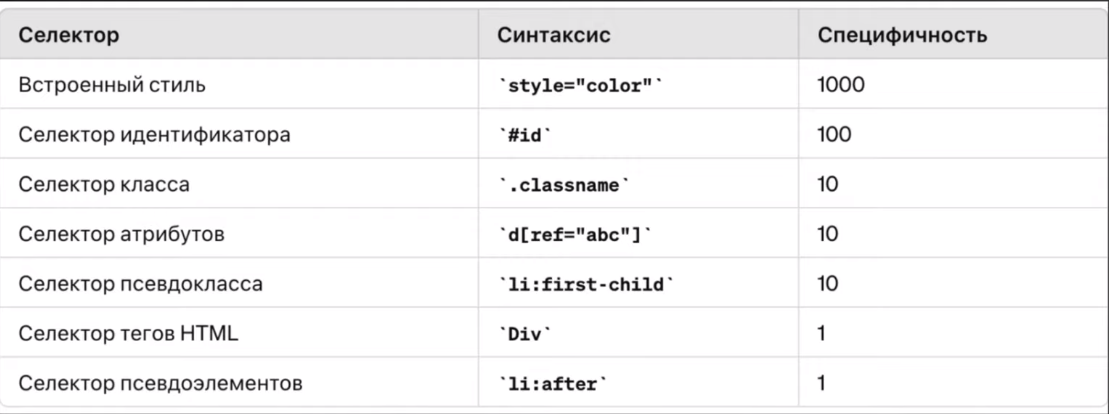 Селектор Синтаксис Специфичность
Встроенный стиль `style="color"` 1000
Селектор идентификатора `#id` 100
Селектор класса `.classname` 10
Селектор атрибутов `d[ref="abc"]` 10
Селектор псевдокласса `li:first-child` 10
Селектор тегов HTML `Div` 1
Селектор псевдоэлементов `li:after` 1